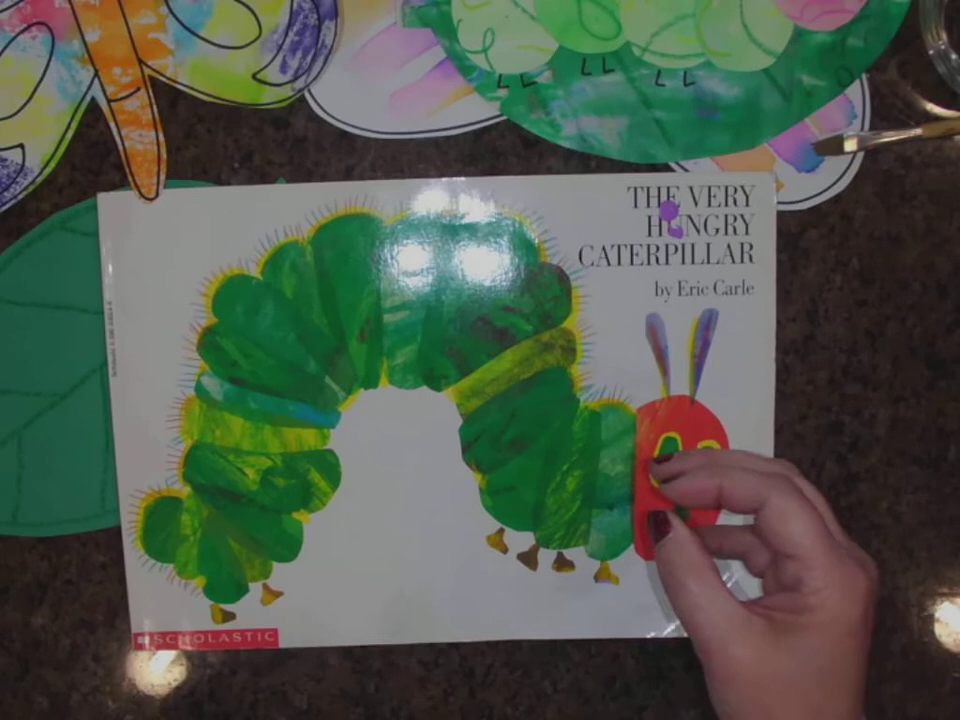 THE VERY
HUNGRY
CATERPILLAR
by Eric Carle
SCHOLASTIC